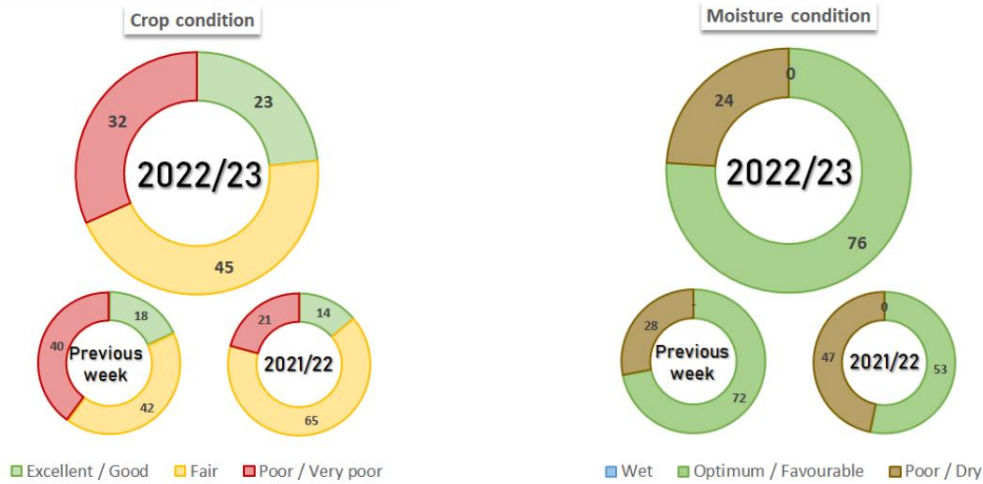 Crop condition
23
32
2022/23
45
18
40
Previous
week
42
14
21
2021/22
65
Excellent / Good Fair Poor / Very poor
Moisture condition
0
24
2022/23
76
-
28
Previous
week
72
0
47
2021/22
53
Wet Optimum / Favourable Poor / Dry